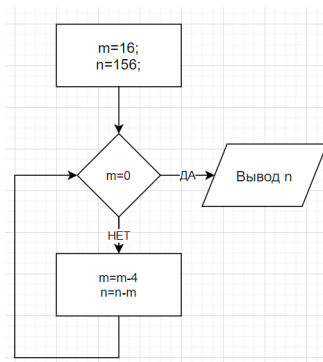 m=16;
n=156;
m=0
ДА
Вывод n
НЕТ
m=m-4
n=n-m